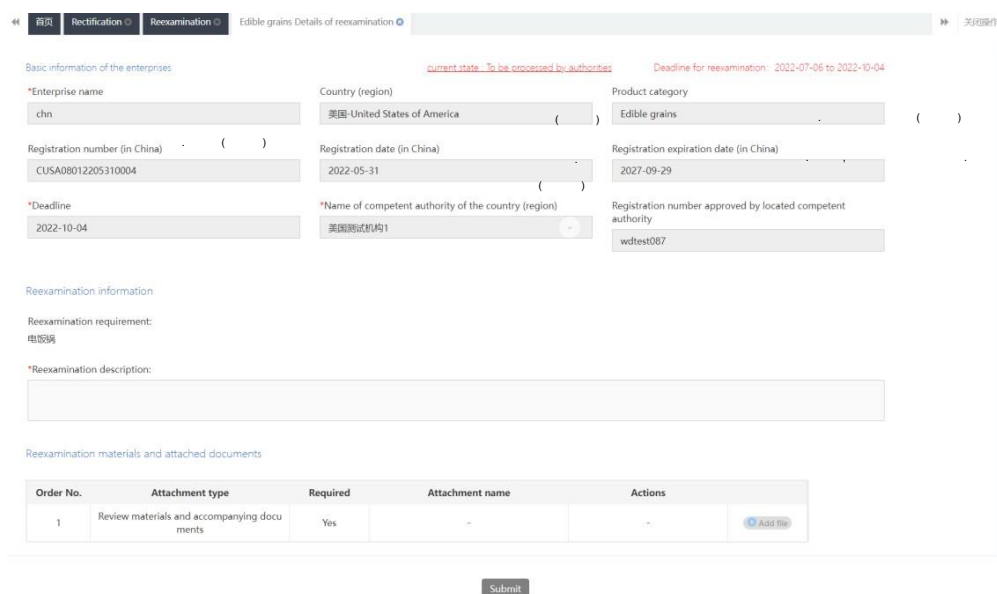 首页 Rectification Reexamination Edible grains Details of reexamination 关闭操作
Basic information of the enterprises current state : To be processed by authorities Deadline for reexamination: 2022-07-06 to 2022-10-04
*Enterprise name Country (region) Product category
chn 美国-United States of America ( ) Edible grains . ( )
Registration number (in China) . ( ) Registration date (in China) Registration expiration date (in China)
CUSA08012205310004 2022-05-31 2027-09-29
( )
*Deadline *Name of competent authority of the country (region) Registration number approved by located competent authority
2022-10-04 美国测试机构1 wdtest087
Reexamination information
Reexamination requirement:
电饭锅
*Reexamination description:
Reexamination materials and attached documents
Order No. Attachment type Required Attachment name Actions
1 Review materials and accompanying docu Yes - - Add file
ments
Submit